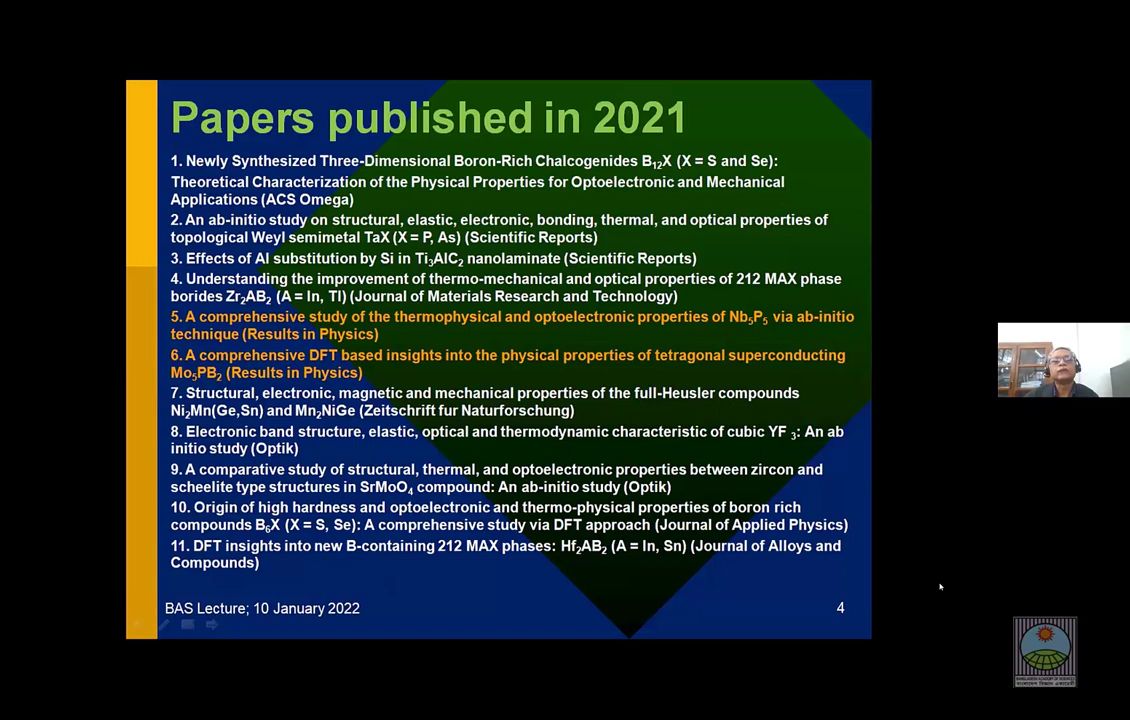 Papers published in 2021
1. Newly Synthesized Three-Dimensional Boron-Rich Chalcogenides B₁₂X (X = S and Se):
Theoretical Characterization of the Physical Properties for Optoelectronic and Mechanical
Applications (ACS Omega)
2. An ab-initio study on structural, elastic, electronic, bonding, thermal, and optical properties of
topological Weyl semimetal TaX (X = P, As) (Scientific Reports)
3. Effects of Al substitution by Si in Ti₃AlC₂ nanolaminate (Scientific Reports)
4. Understanding the improvement of thermo-mechanical and optical properties of 212 MAX phase
borides Zr₂AB₂ (A = In, Tl) (Journal of Materials Research and Technology)
5. A comprehensive study of the thermophysical and optoelectronic properties of Nb₅P₅ via ab-initio
technique (Results in Physics)
6. A comprehensive DFT based insights into the physical properties of tetragonal superconducting
Mo₅PB₂ (Results in Physics)
7. Structural, electronic, magnetic and mechanical properties of the full-Heusler compounds
Ni₂Mn(Ge,Sn) and Mn₂NiGe (Zeitschrift fur Naturforschung)
8. Electronic band structure, elastic, optical and thermodynamic characteristic of cubic YF ₃: An ab
initio study (Optik)
9. A comparative study of structural, thermal, and optoelectronic properties between zircon and
scheelite type structures in SrMoO₄ compound: An ab-initio study (Optik)
10. Origin of high hardness and optoelectronic and thermo-physical properties of boron rich
compounds B₆X (X = S, Se): A comprehensive study via DFT approach (Journal of Applied Physics)
11. DFT insights into new B-containing 212 MAX phases: Hf₂AB₂ (A = In, Sn) (Journal of Alloys and
Compounds)
BAS Lecture; 10 January 2022
4